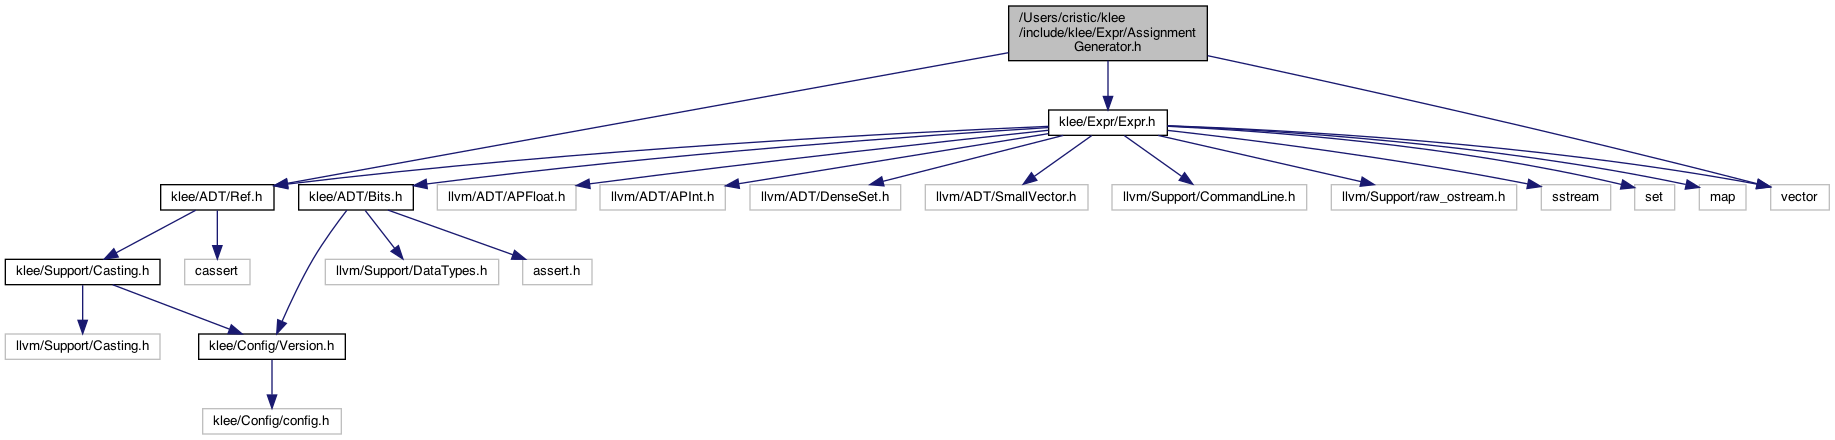 /Users/cristic/klee
/include/klee/Expr/Assignment
Generator.h
klee/Expr/Expr.h
klee/ADT/Ref.h
klee/ADT/Bits.h
llvm/ADT/APFloat.h
llvm/ADT/APInt.h
llvm/ADT/DenseSet.h
llvm/ADT/SmallVector.h
llvm/Support/CommandLine.h
llvm/Support/raw_ostream.h
sstream
set
map
vector
klee/Support/Casting.h
cassert
llvm/Support/DataTypes.h
assert.h
llvm/Support/Casting.h
klee/Config/Version.h
klee/Config/config.h